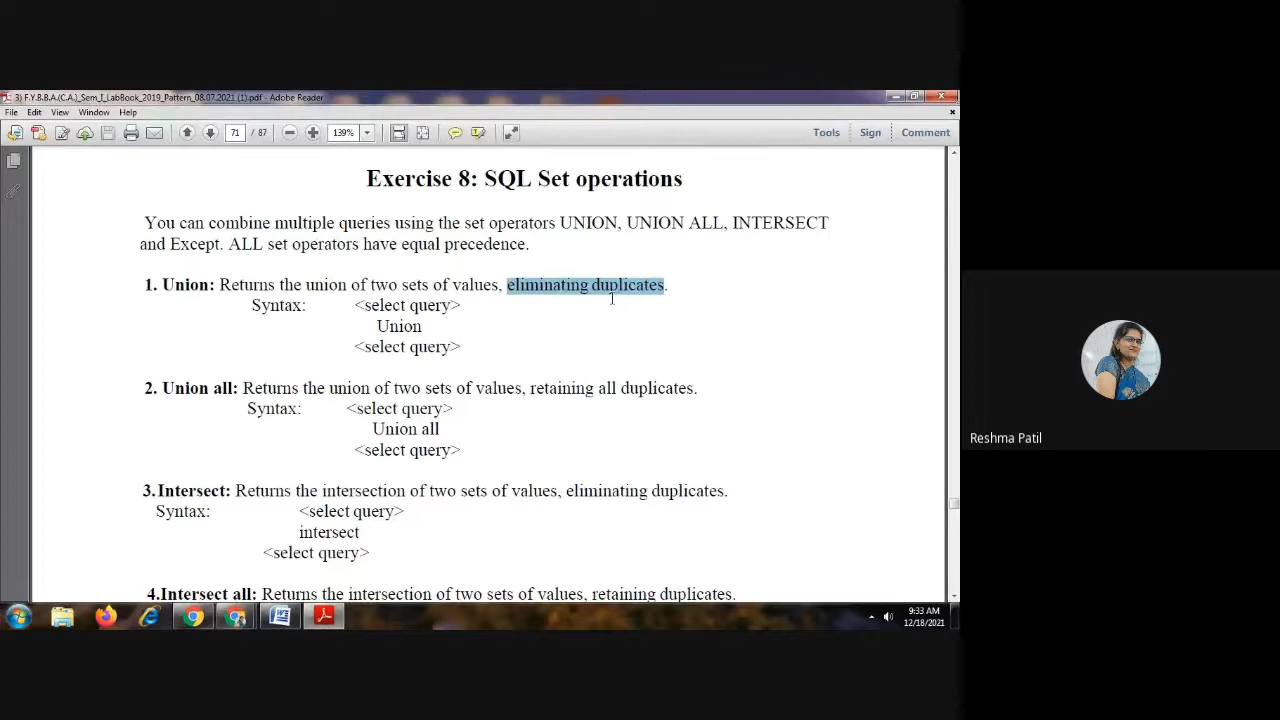 3) F.Y.B.B.A.(C.A.)_Sem_I_LabBook_2019_Pattern_08.07.2021 (1).pdf - Adobe Reader
File Edit View Window Help
71 / 87 139% Tools Sign Comment
Exercise 8: SQL Set operations
You can combine multiple queries using the set operators UNION, UNION ALL, INTERSECT
and Except. ALL set operators have equal precedence.
1. Union: Returns the union of two sets of values, eliminating duplicates.
Syntax: <select query>
Union
<select query>
2. Union all: Returns the union of two sets of values, retaining all duplicates.
Syntax: <select query>
Union all
<select query>
3.Intersect: Returns the intersection of two sets of values, eliminating duplicates.
Syntax: <select query>
intersect
<select query>
4.Intersect all: Returns the intersection of two sets of values, retaining duplicates.
Reshma Patil
9:33 AM
12/18/2021